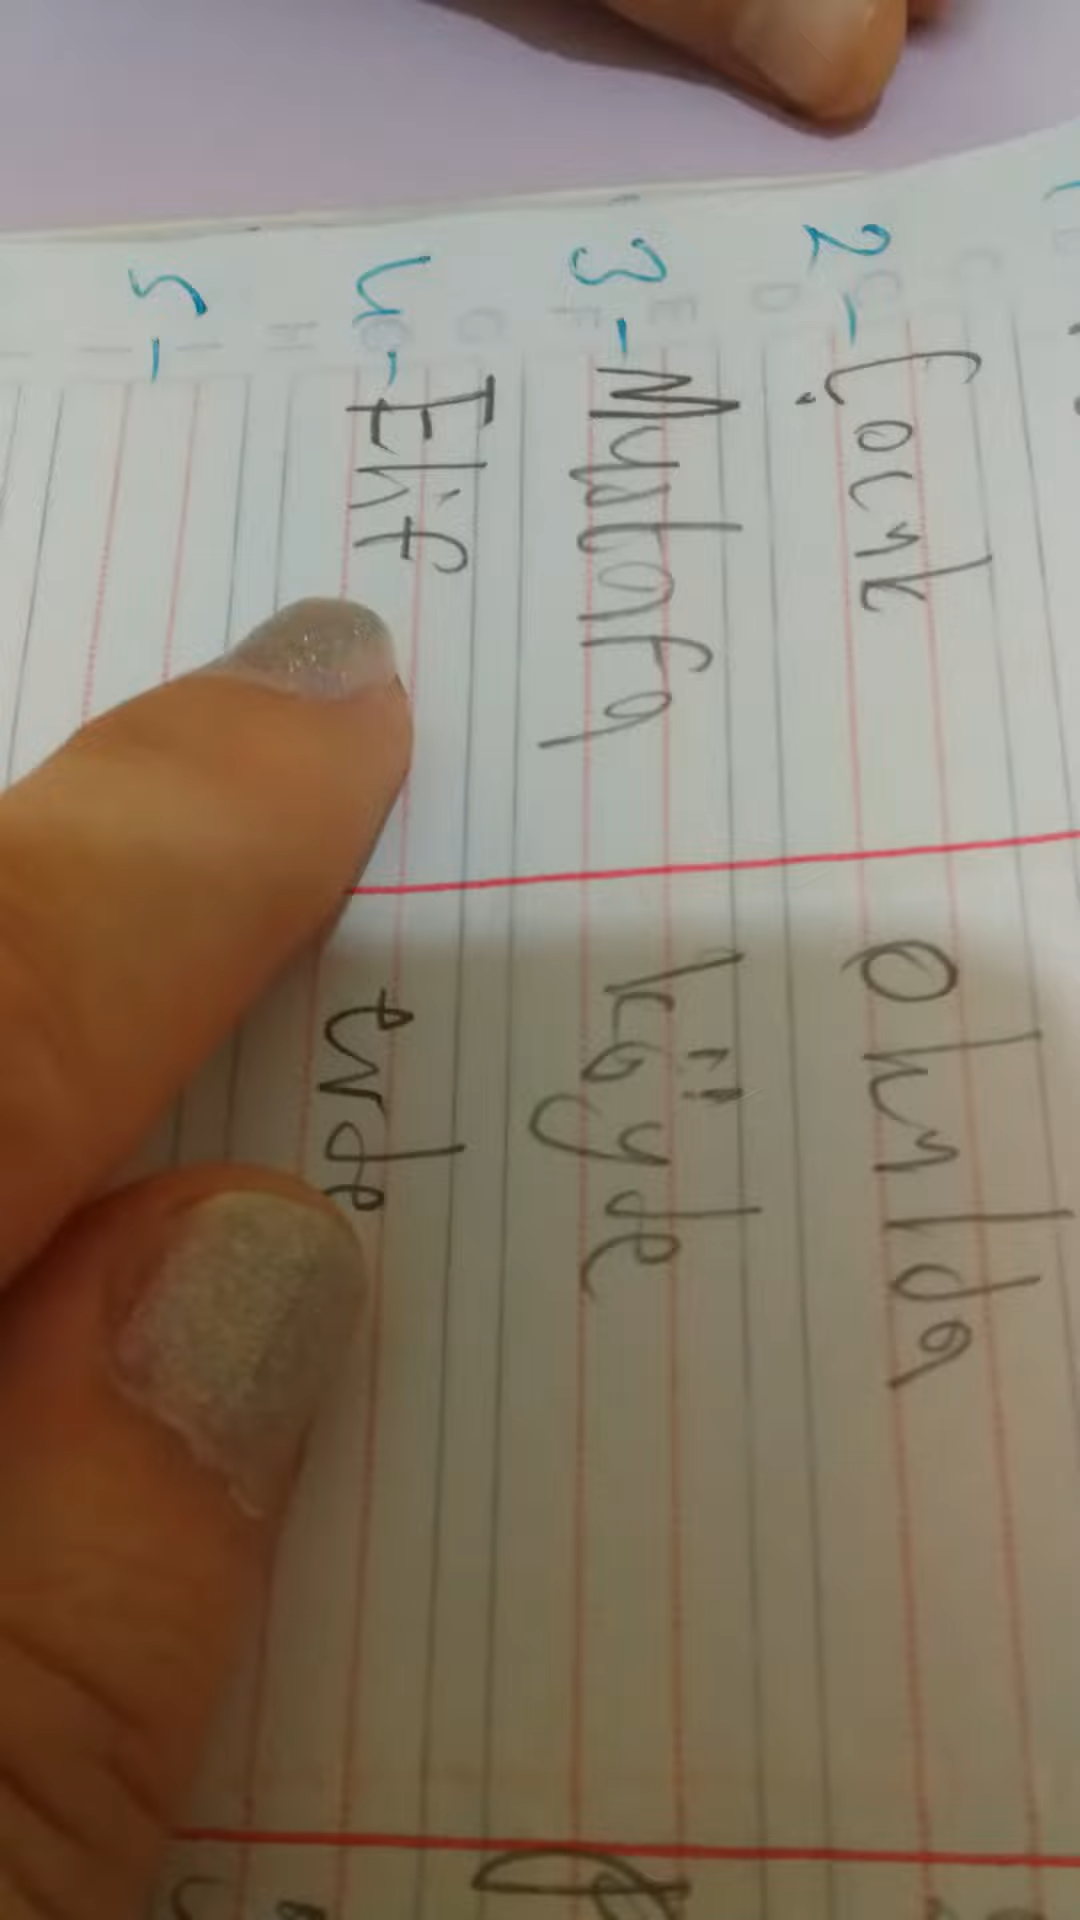 2- Çocuk okulda
3- Mustafa köyde
4- Elif evde
5-